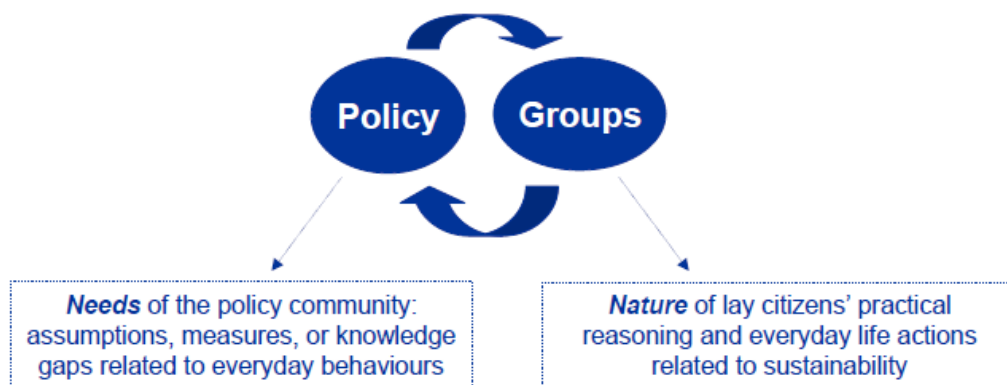 Policy
Groups
Needs of the policy community:
assumptions, measures, or knowledge
gaps related to everyday behaviours
Nature of lay citizens' practical
reasoning and everyday life actions
related to sustainability